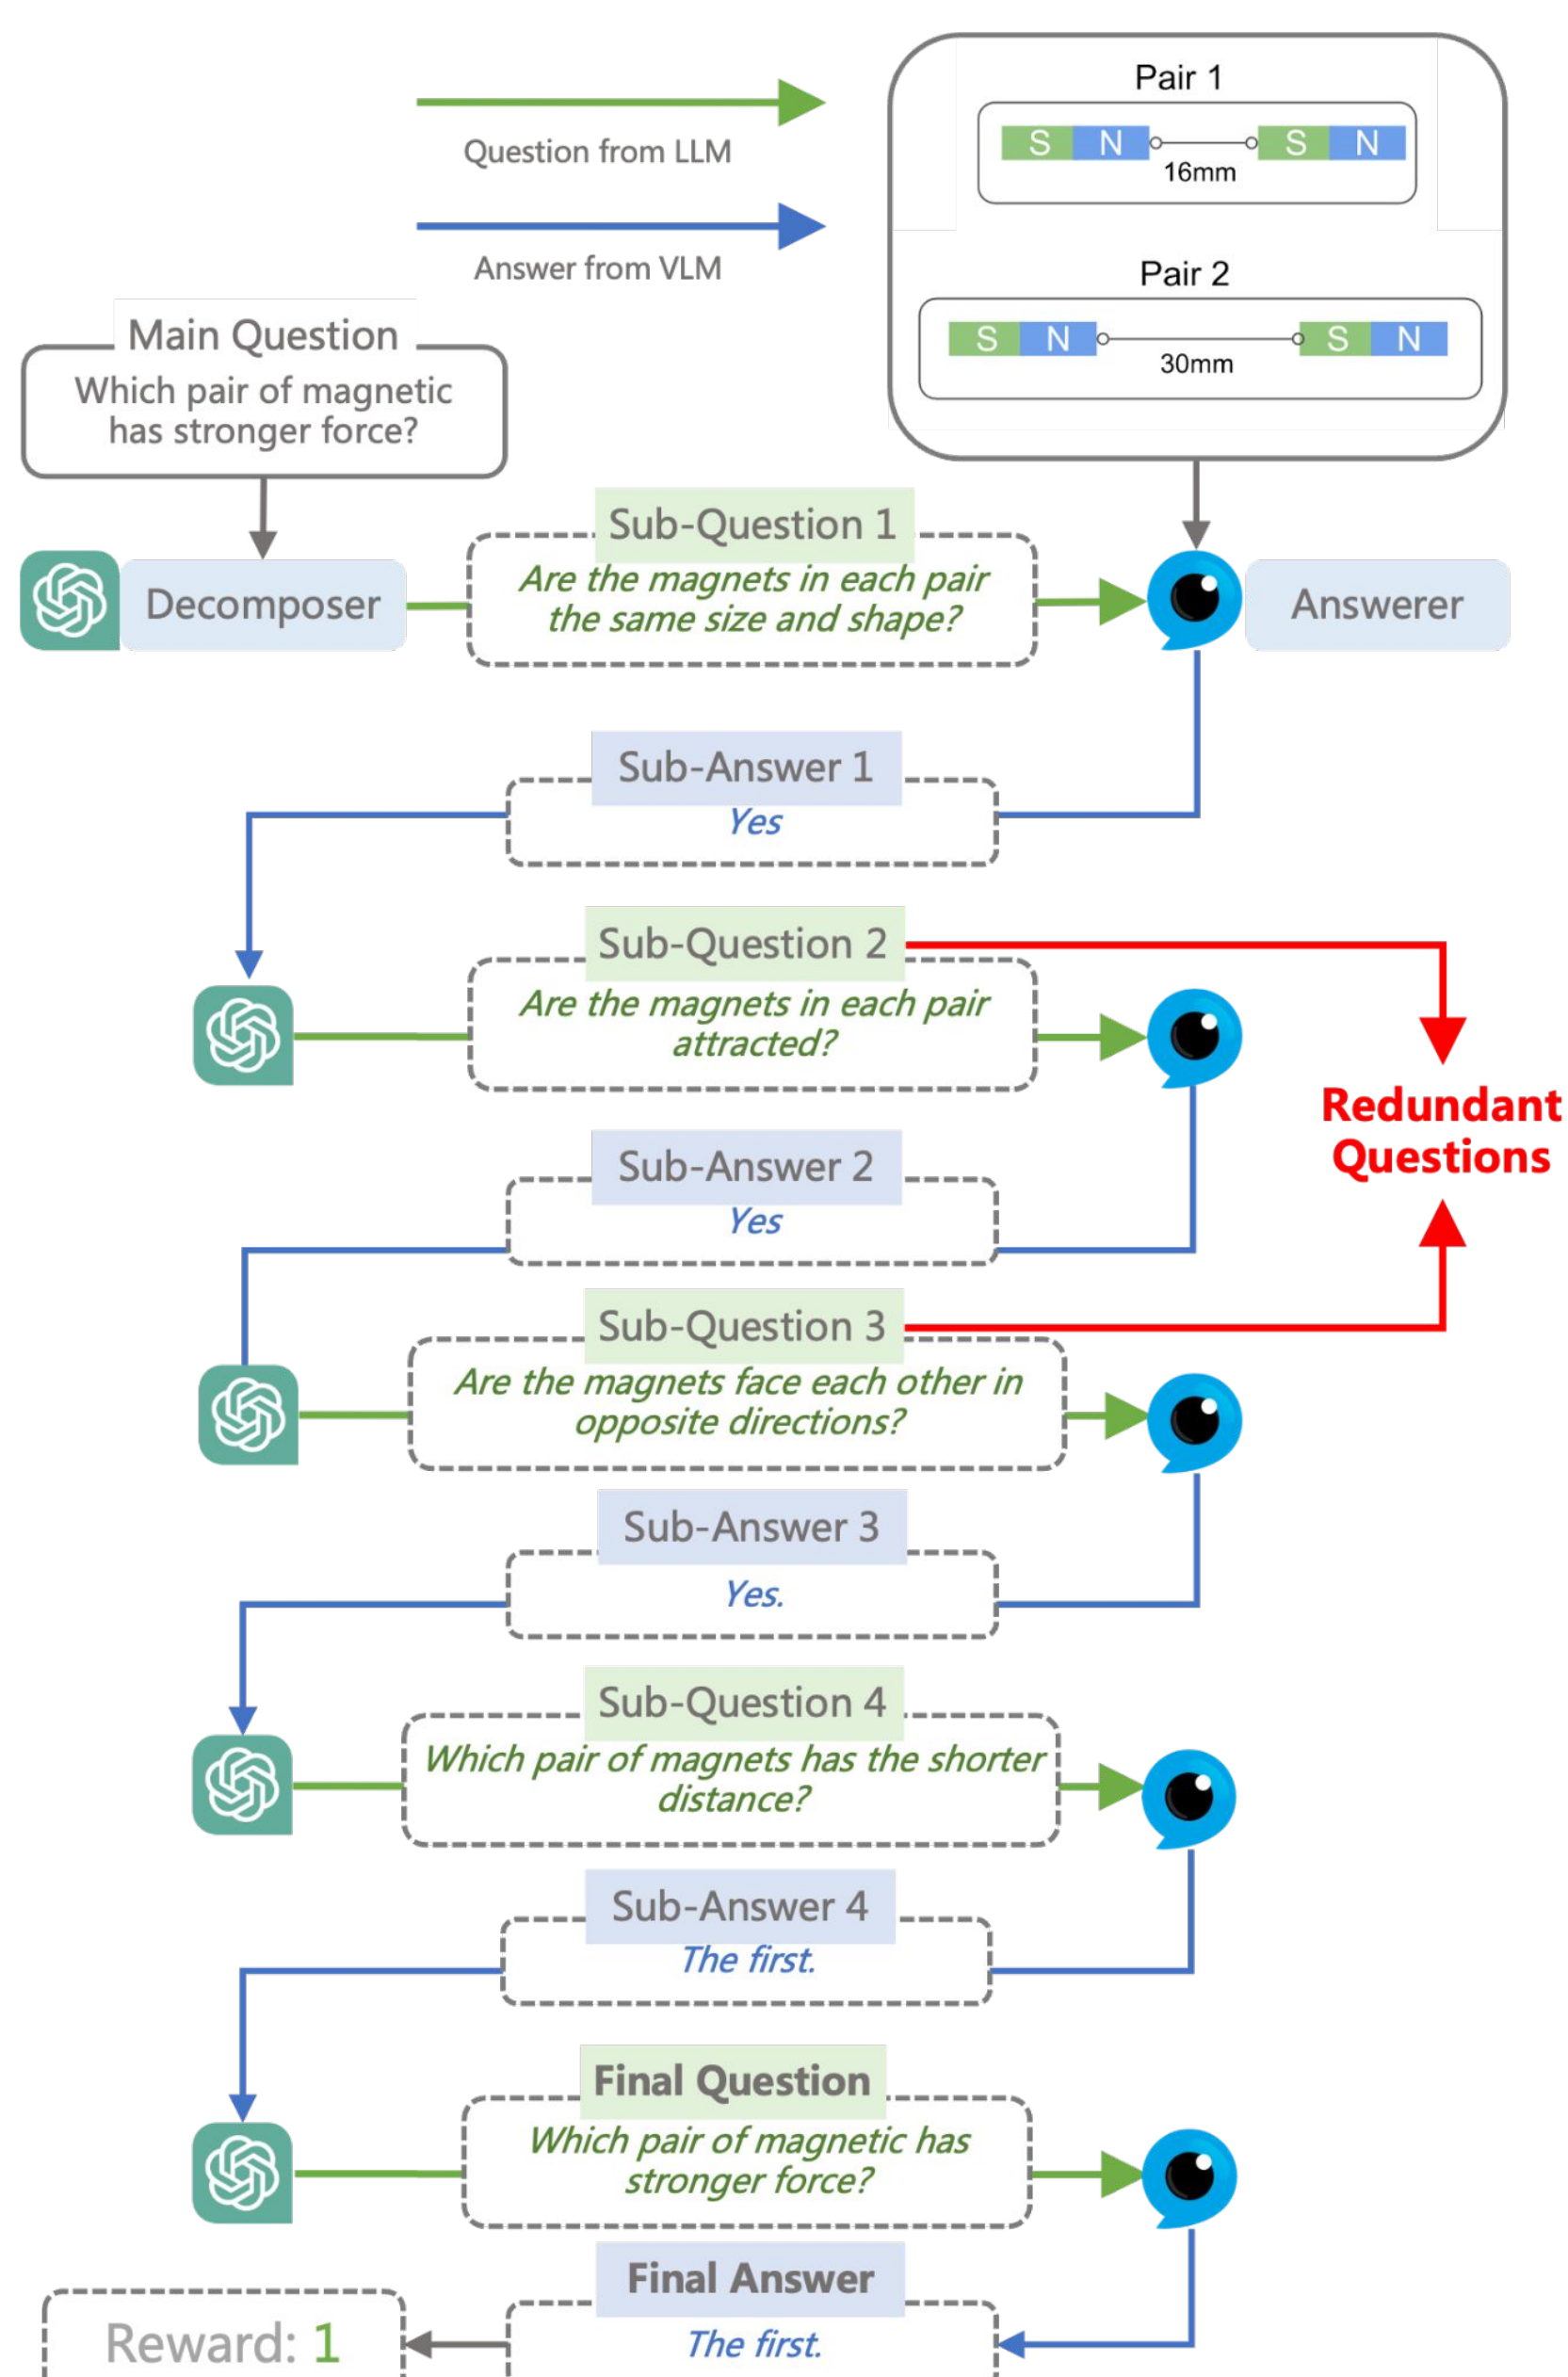 Question from LLM
Answer from VLM
Pair 1
S N S N
16mm
Pair 2
S N S N
30mm
Main Question
Which pair of magnetic
has stronger force?
Decomposer
Sub-Question 1
Are the magnets in each pair
the same size and shape?
Answerer
Sub-Answer 1
Yes
Sub-Question 2
Are the magnets in each pair
attracted?
Redundant
Questions
Sub-Answer 2
Yes
Sub-Question 3
Are the magnets face each other in
opposite directions?
Sub-Answer 3
Yes.
Sub-Question 4
Which pair of magnets has the shorter
distance?
Sub-Answer 4
The first.
Final Question
Which pair of magnetic has
stronger force?
Final Answer
The first.
Reward: 1